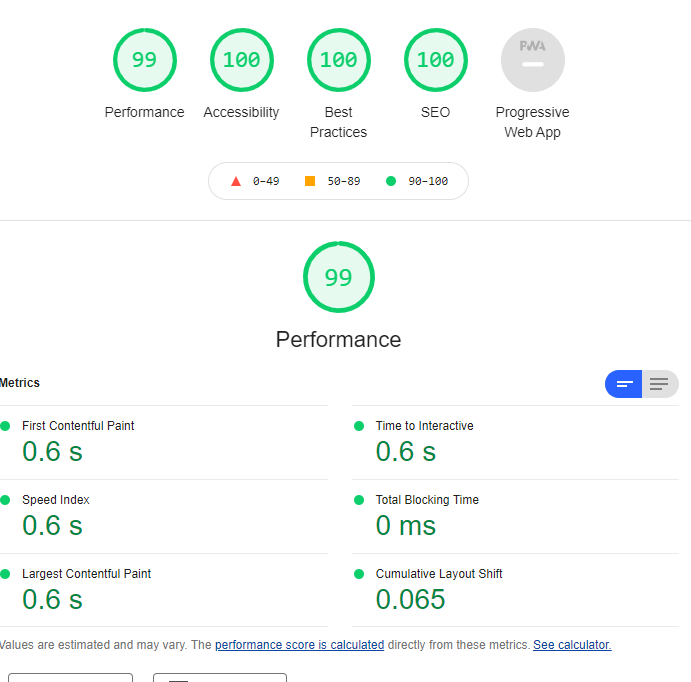 99 100 100 100 PWA
Performance Accessibility Best Practices SEO Progressive Web App
0–49 50–89 90–100
99
Performance
Metrics
First Contentful Paint
0.6 s
Time to Interactive
0.6 s
Speed Index
0.6 s
Total Blocking Time
0 ms
Largest Contentful Paint
0.6 s
Cumulative Layout Shift
0.065
Values are estimated and may vary. The performance score is calculated directly from these metrics. See calculator.